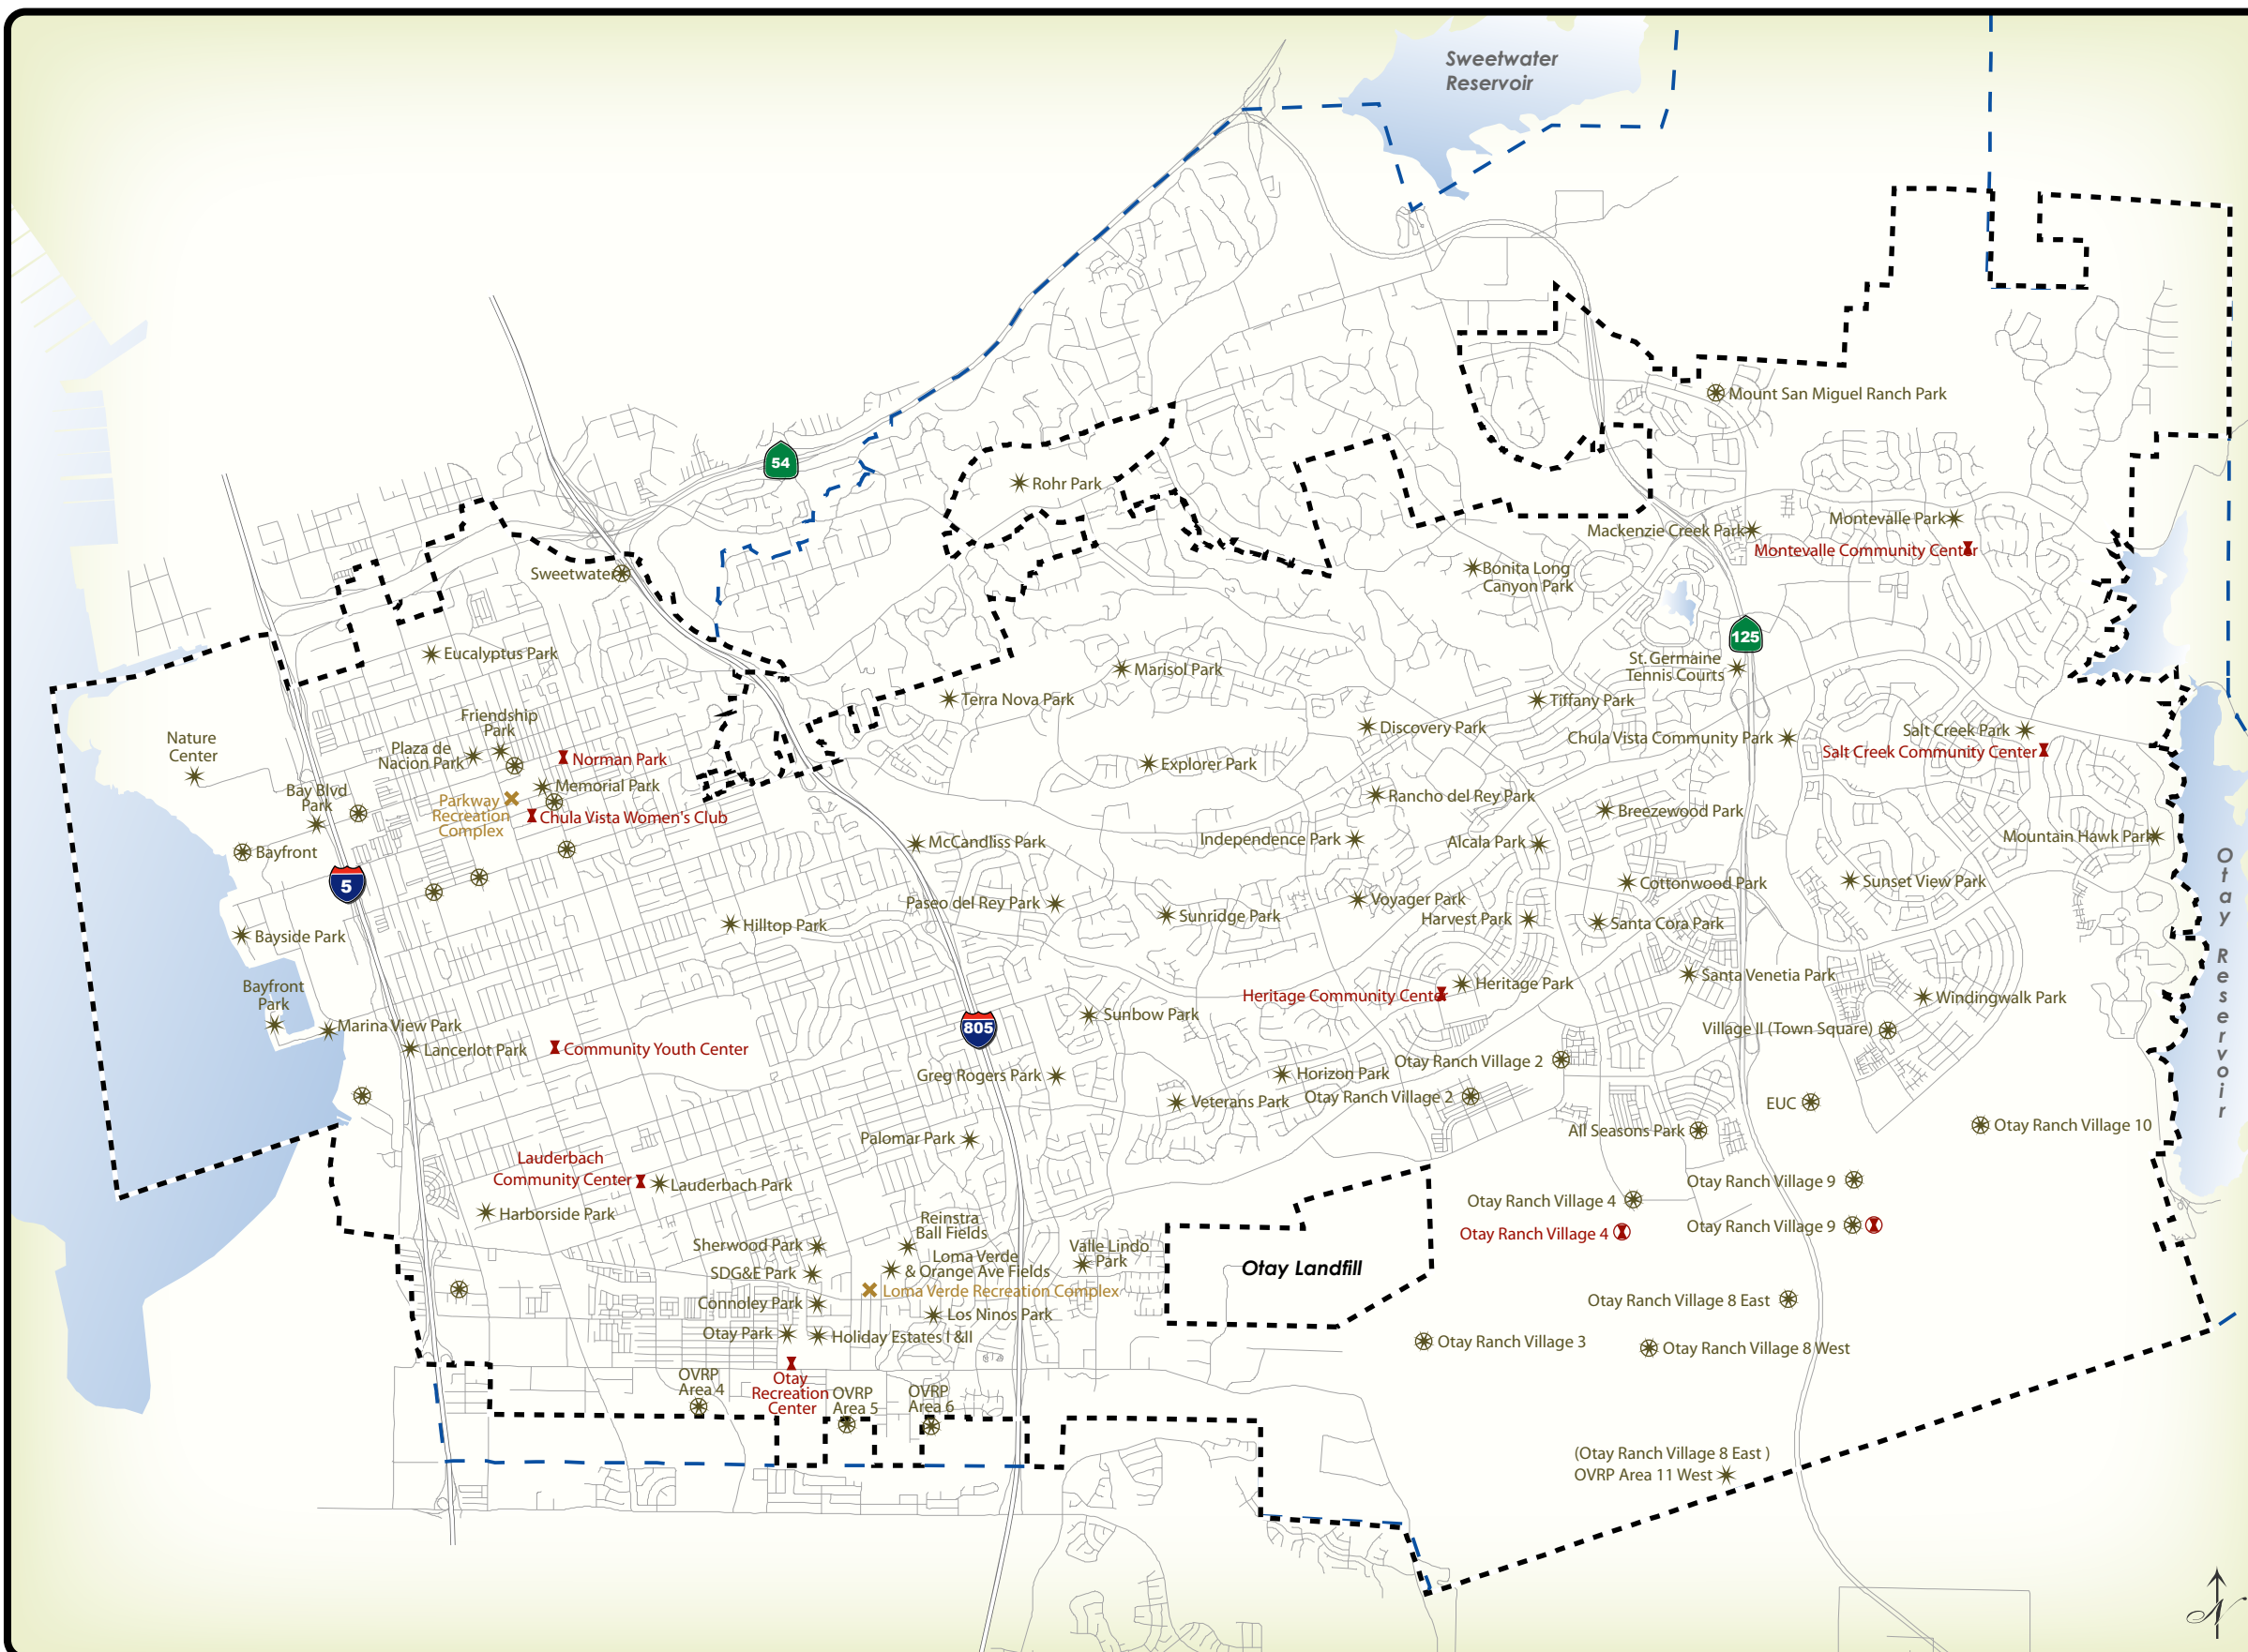 Sweetwater
Reservoir
Mount San Miguel Ranch Park
54
Rohr Park
Mackenzie Creek Park
Montevalle Park
Montevalle Community Center
Bonita Long
Canyon Park
Sweetwater
125
Eucalyptus Park
Marisol Park
St. Germaine
Tennis Courts
Terra Nova Park
Tiffany Park
Friendship
Park
Discovery Park
Salt Creek Park
Nature
Center
Plaza de
Nacion Park
Chula Vista Community Park
Salt Creek Community Center
Norman Park
Explorer Park
Bay Blvd
Park
Memorial Park
Rancho del Rey Park
Parkway
Recreation
Complex
Chula Vista Women's Club
Breezewood Park
Bayfront
McCandliss Park
Independence Park
Alcala Park
Mountain Hawk Park
5
Cottonwood Park
Sunset View Park
Paseo del Rey Park
Voyager Park
Sunridge Park
Harvest Park
Santa Cora Park
Hilltop Park
Bayside Park
Otay Reservoir
Santa Venetia Park
Heritage Park
Heritage Community Center
Windingwalk Park
Bayfront
Park
Marina View Park
Sunbow Park
805
Village II (Town Square)
Lancerlot Park
Community Youth Center
Otay Ranch Village 2
Greg Rogers Park
Horizon Park
Veterans Park
Otay Ranch Village 2
EUC
Otay Ranch Village 10
All Seasons Park
Palomar Park
Lauderbach
Community Center
Lauderbach Park
Otay Ranch Village 9
Otay Ranch Village 4
Harborside Park
Otay Ranch Village 9
Otay Ranch Village 4
Reinstra
Ball Fields
Sherwood Park
Loma Verde
& Orange Ave Fields
Valle Lindo
Park
SDG&E Park
Otay Landfill
Loma Verde Recreation Complex
Connoley Park
Otay Ranch Village 8 East
Los Ninos Park
Otay Park
Holiday Estates I &II
Otay Ranch Village 3
Otay Ranch Village 8 West
OVRP
Area 4
Otay
Recreation
Center
OVRP
Area 5
OVRP
Area 6
(Otay Ranch Village 8 East )
OVRP Area 11 West
N